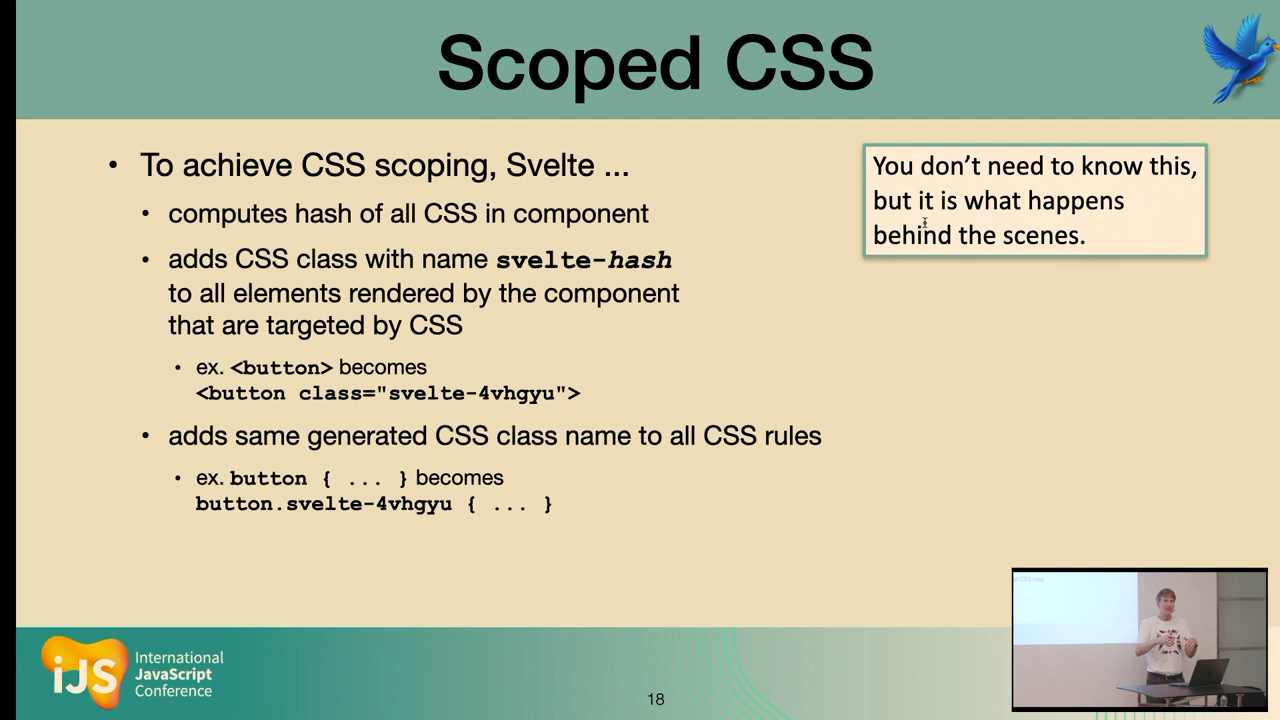 Scoped CSS
• To achieve CSS scoping, Svelte ...
• computes hash of all CSS in component
• adds CSS class with name svelte-hash
to all elements rendered by the component
that are targeted by CSS
• ex. <button> becomes
<button class="svelte-4vhgyu">
• adds same generated CSS class name to all CSS rules
• ex. button { ... } becomes
button.svelte-4vhgyu { ... }
You don’t need to know this,
but it is what happens
behind the scenes.
iJS
International
JavaScript
Conference
18